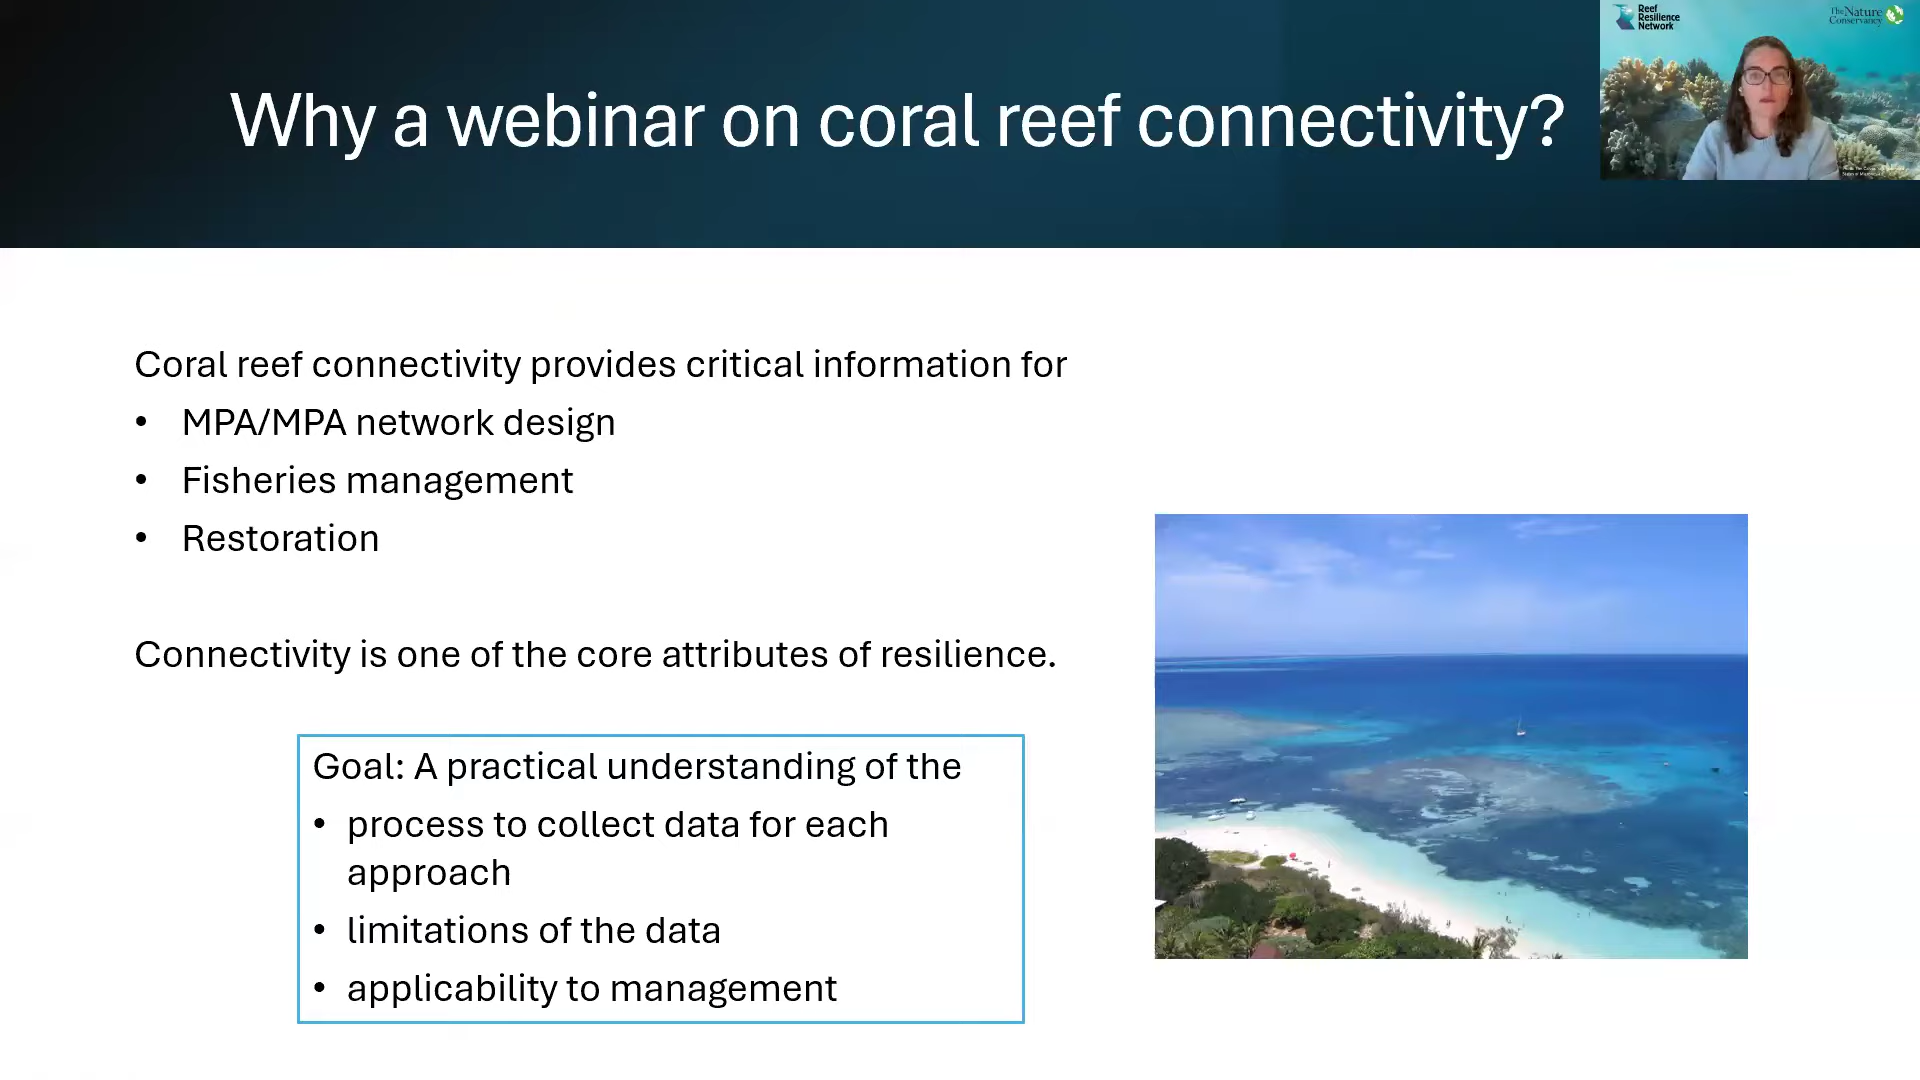 Why a webinar on coral reef connectivity?
Reef
Resilience
Network
The Nature
Conservancy
Coral reef connectivity provides critical information for
• MPA/MPA network design
• Fisheries management
• Restoration
Connectivity is one of the core attributes of resilience.
Goal: A practical understanding of the
• process to collect data for each
approach
• limitations of the data
• applicability to management